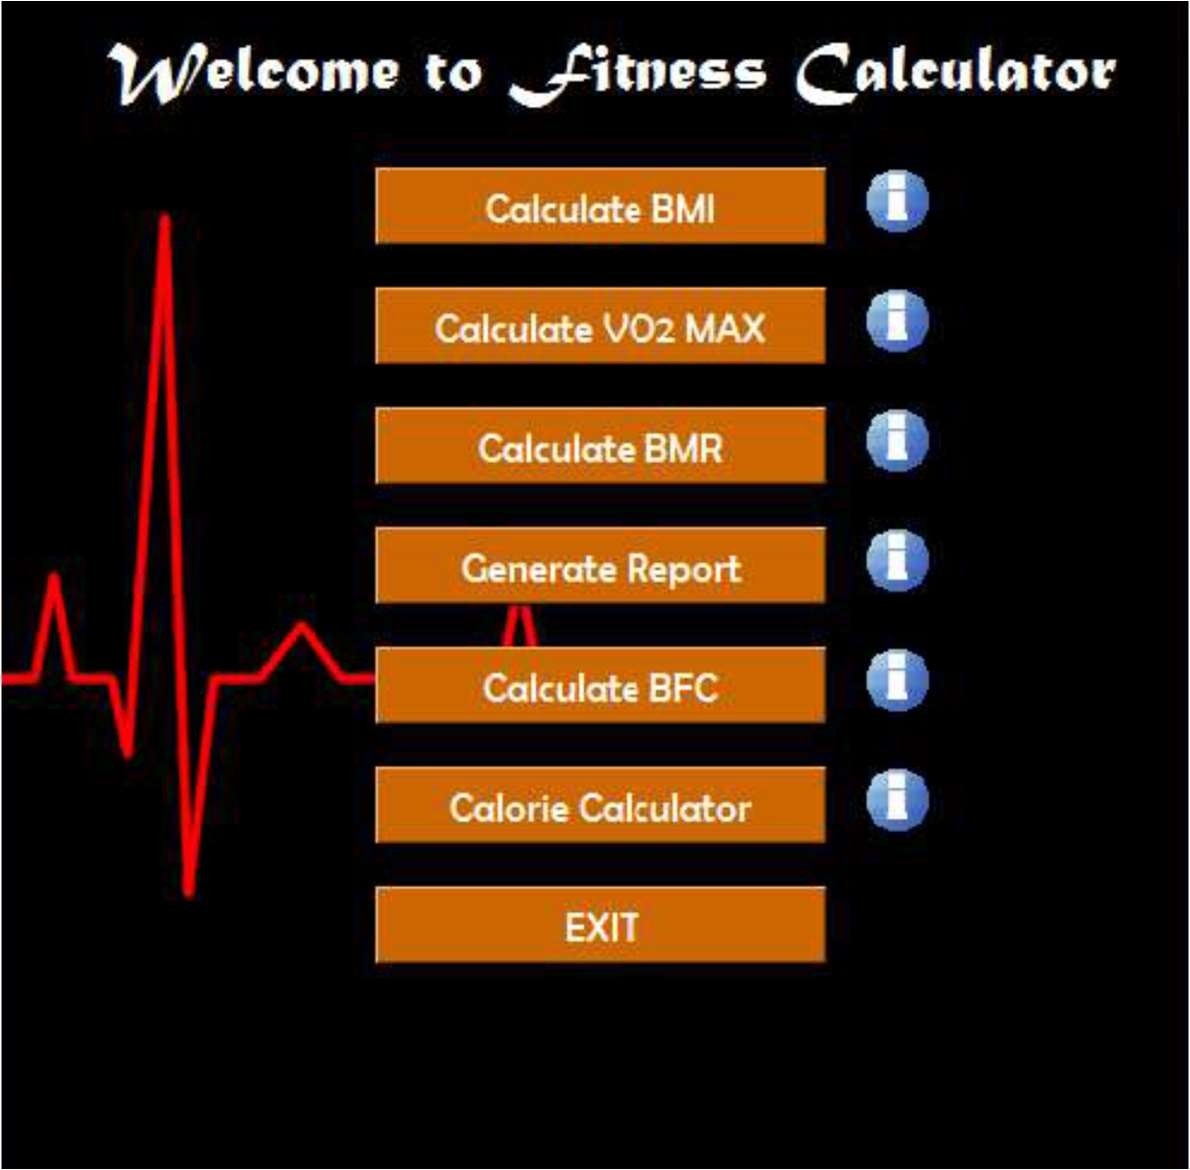 Welcome to Fitness Calculator
Calculate BMI
Calculate VO2 MAX
Calculate BMR
Generate Report
Calculate BFC
Calorie Calculator
EXIT